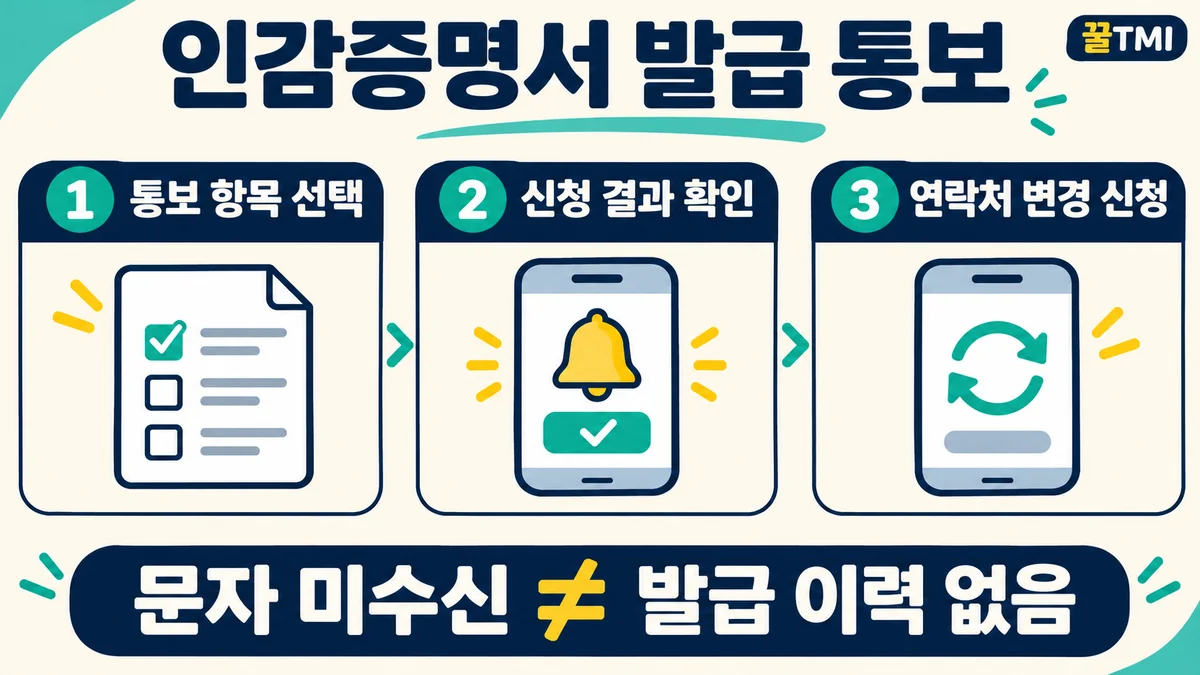 인감증명서 발급 통보
꿀TMI
1 통보 항목 선택
2 신청 결과 확인
3 연락처 변경 신청
문자 미수신 ≠ 발급 이력 없음